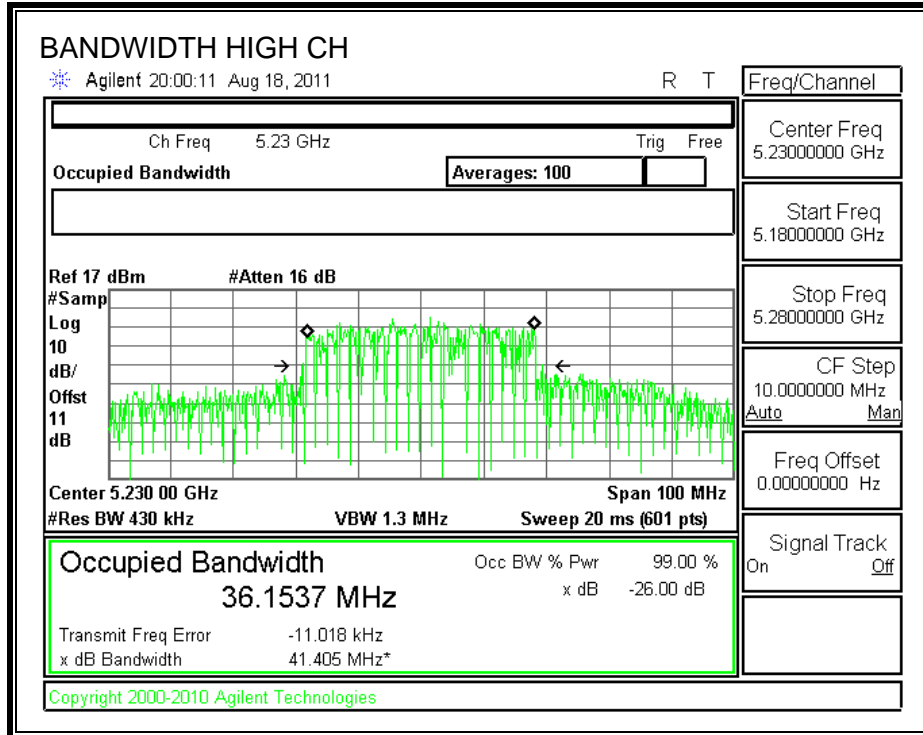 BANDWIDTH HIGH CH
Agilent 20:00:11 Aug 18, 2011 R T
Ch Freq 5.23 GHz Trig Free
Occupied Bandwidth Averages: 100
Ref 17 dBm #Atten 16 dB
#Samp
Log
10
dB/
Offst
11
dB
Center 5.230 00 GHz Span 100 MHz
#Res BW 430 kHz VBW 1.3 MHz Sweep 20 ms (601 pts)
Occupied Bandwidth Occ BW % Pwr 99.00 %
36.1537 MHz x dB -26.00 dB
Transmit Freq Error -11.018 kHz
x dB Bandwidth 41.405 MHz*
Copyright 2000-2010 Agilent Technologies
Freq/Channel
Center Freq
5.23000000 GHz
Start Freq
5.18000000 GHz
Stop Freq
5.28000000 GHz
CF Step
10.0000000 MHz
Auto Man
Freq Offset
0.00000000 Hz
Signal Track
On Off